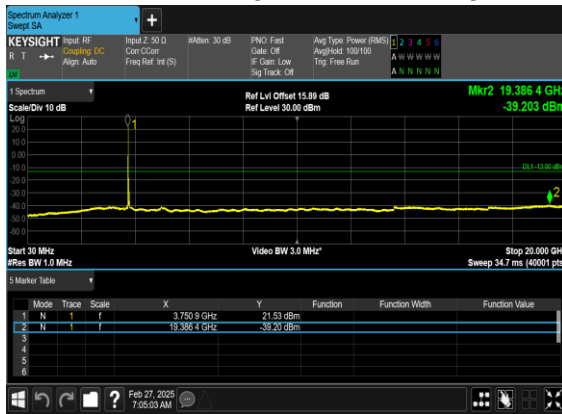 Spectrum Analyzer 1
Swept SA
KEYSIGHT Input: RF Input Z: 50 Ω #Atten: 30 dB PNO: Fast Avg Type: Power (RMS) 1 2 3 4 5 6
R T Coupling: DC Corr CCorr Gate: Off Avg|Hold: 100/100 A W W W W W
Align: Auto Freq Ref: Int (S) IF Gain: Low Trig: Free Run
Sig Track: Off A N N N N N
1 Spectrum Ref Lvl Offset 15.89 dB Mkr2 19.386 4 GHz
Scale/Div 10 dB Ref Level 30.00 dBm -39.203 dBm
Log
20.0
10.0
0.00
-10.0
DL1 -13.00 dBm
-20.0
-30.0
-40.0
-50.0
-60.0
1
2
Start 30 MHz Video BW 3.0 MHz* Stop 20.000 GHz
#Res BW 1.0 MHz Sweep 34.7 ms (40001 pts)
5 Marker Table
Mode Trace Scale X Y Function Function Width Function Value
1 N 1 f 3.750 9 GHz 21.53 dBm
2 N 1 f 19.386 4 GHz -39.20 dBm
3
4
5
6
? Feb 27, 2025
7:05:03 AM